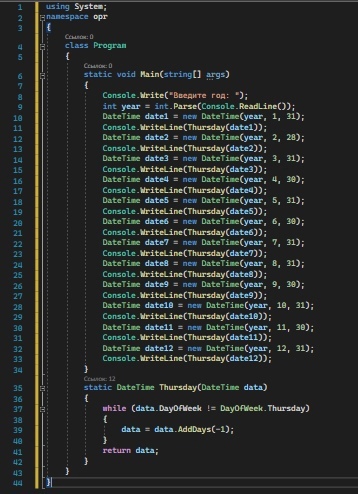 1 using System;
2 namespace opr
3 {
Ссылок: 0
4 class Program
5 {
Ссылок: 0
6 static void Main(string[] args)
7 {
8 Console.Write("Введите год: ");
9 int year = int.Parse(Console.ReadLine());
10 DateTime date1 = new DateTime(year, 1, 31);
11 Console.WriteLine(Thursday(date1));
12 DateTime date2 = new DateTime(year, 2, 28);
13 Console.WriteLine(Thursday(date2));
14 DateTime date3 = new DateTime(year, 3, 31);
15 Console.WriteLine(Thursday(date3));
16 DateTime date4 = new DateTime(year, 4, 30);
17 Console.WriteLine(Thursday(date4));
18 DateTime date5 = new DateTime(year, 5, 31);
19 Console.WriteLine(Thursday(date5));
20 DateTime date6 = new DateTime(year, 6, 30);
21 Console.WriteLine(Thursday(date6));
22 DateTime date7 = new DateTime(year, 7, 31);
23 Console.WriteLine(Thursday(date7));
24 DateTime date8 = new DateTime(year, 8, 31);
25 Console.WriteLine(Thursday(date8));
26 DateTime date9 = new DateTime(year, 9, 30);
27 Console.WriteLine(Thursday(date9));
28 DateTime date10 = new DateTime(year, 10, 31);
29 Console.WriteLine(Thursday(date10));
30 DateTime date11 = new DateTime(year, 11, 30);
31 Console.WriteLine(Thursday(date11));
32 DateTime date12 = new DateTime(year, 12, 31);
33 Console.WriteLine(Thursday(date12));
34 }
Ссылок: 12
35 static DateTime Thursday(DateTime data)
36 {
37 while (data.DayOfWeek != DayOfWeek.Thursday)
38 {
39 data = data.AddDays(-1);
40 }
41 return data;
42 }
43 }
44 }